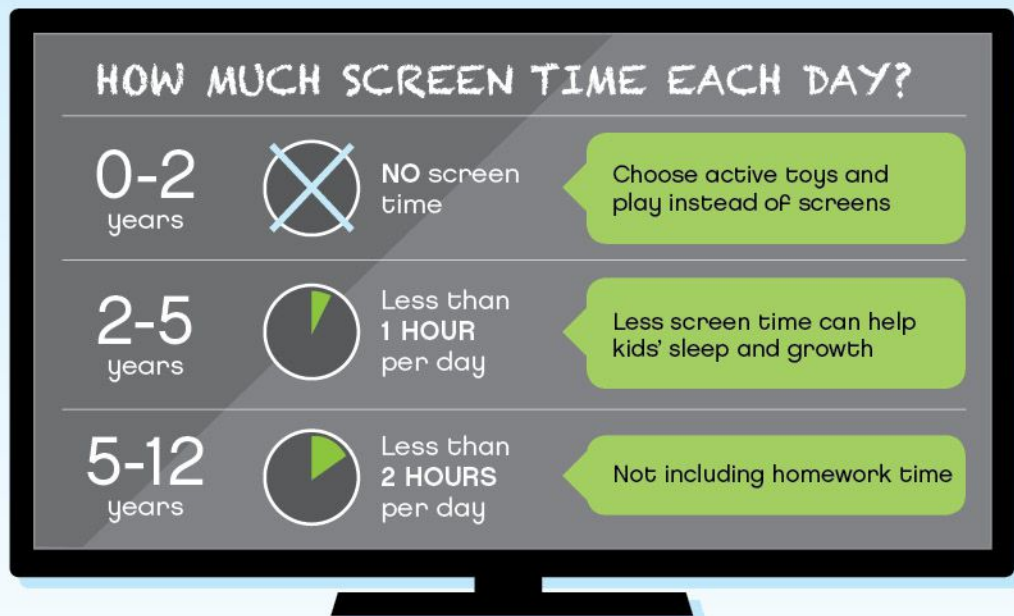 HOW MUCH SCREEN TIME EACH DAY?
0-2
years
NO screen
time
Choose active toys and
play instead of screens
2-5
years
Less than
1 HOUR
per day
Less screen time can help
kids' sleep and growth
5-12
years
Less than
2 HOURS
per day
Not including homework time